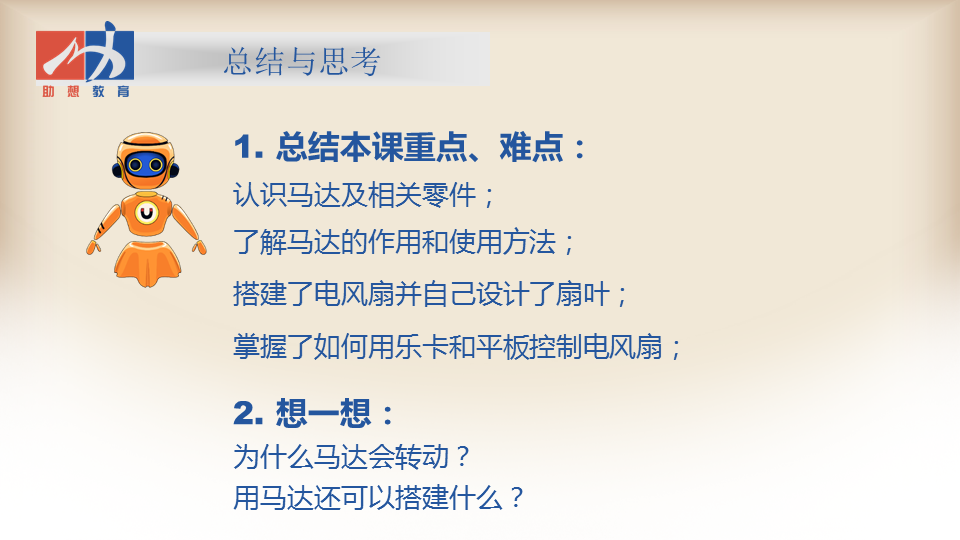 总结与思考
助想教育
1. 总结本课重点、难点：
认识马达及相关零件；
了解马达的作用和使用方法；
搭建了电风扇并自己设计了扇叶；
掌握了如何用乐卡和平板控制电风扇；
2. 想一想：
为什么马达会转动？
用马达还可以搭建什么？